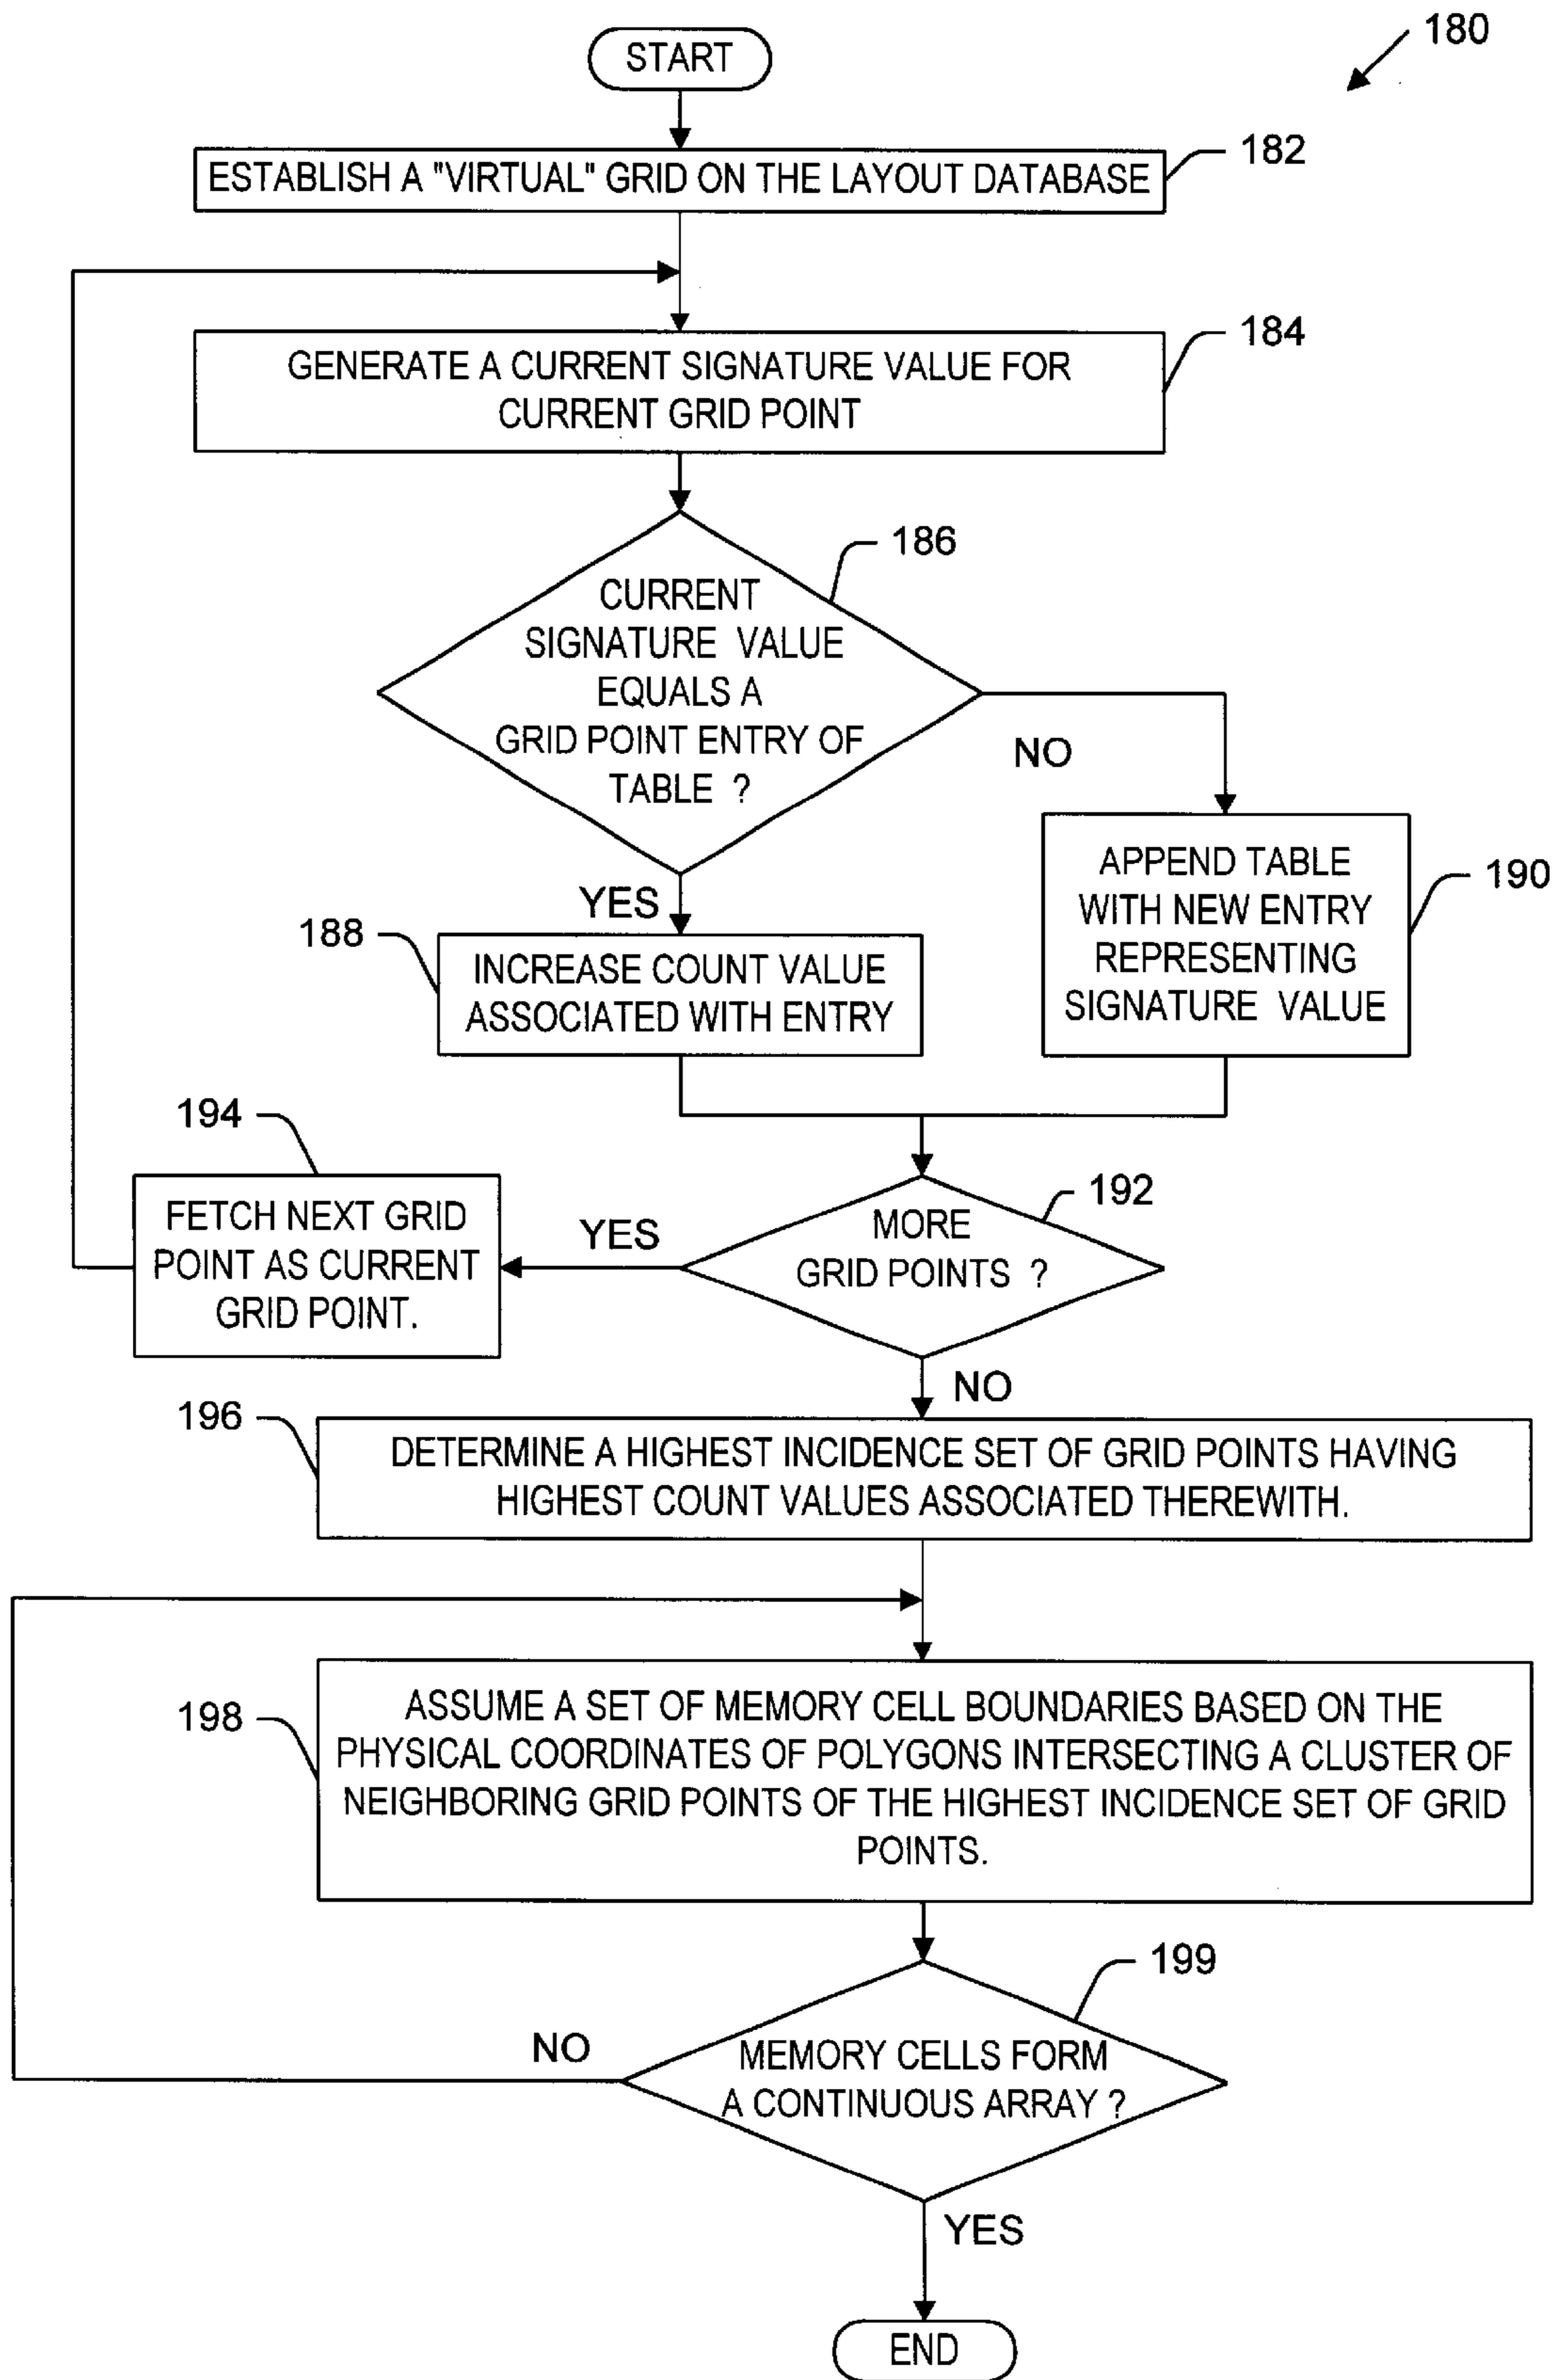 180
START
182
ESTABLISH A "VIRTUAL" GRID ON THE LAYOUT DATABASE
184
GENERATE A CURRENT SIGNATURE VALUE FOR
CURRENT GRID POINT
186
CURRENT
SIGNATURE VALUE
EQUALS A
GRID POINT ENTRY OF
TABLE ?
NO
YES
188
INCREASE COUNT VALUE
ASSOCIATED WITH ENTRY
190
APPEND TABLE
WITH NEW ENTRY
REPRESENTING
SIGNATURE VALUE
194
FETCH NEXT GRID
POINT AS CURRENT
GRID POINT.
YES
192
MORE
GRID POINTS ?
NO
196
DETERMINE A HIGHEST INCIDENCE SET OF GRID POINTS HAVING
HIGHEST COUNT VALUES ASSOCIATED THEREWITH.
198
ASSUME A SET OF MEMORY CELL BOUNDARIES BASED ON THE
PHYSICAL COORDINATES OF POLYGONS INTERSECTING A CLUSTER OF
NEIGHBORING GRID POINTS OF THE HIGHEST INCIDENCE SET OF GRID
POINTS.
199
NO
MEMORY CELLS FORM
A CONTINUOUS ARRAY ?
YES
END